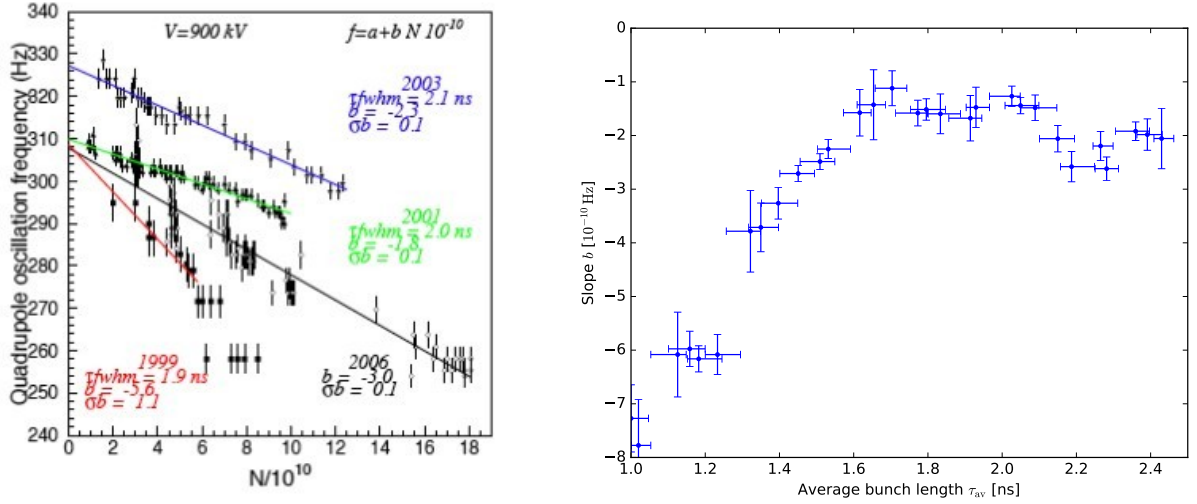 V=900 kV
f=a+b N 10⁻¹⁰
Quadrupole oscillation frequency (Hz)
340
330
320
310
300
290
280
270
260
250
240
2003
τfwhm = 2.1 ns
b = -2.3
σb = 0.1
2001
τfwhm = 2.0 ns
b = -1.8
σb = 0.1
1999
τfwhm = 1.9 ns
b = -5.6
σb = 1.1
2006
b = -3.0
σb = 0.1
0 2 4 6 8 10 12 14 16 18
N/10¹⁰
Slope b [10⁻¹⁰ Hz]
0
−1
−2
−3
−4
−5
−6
−7
−8
1.0 1.2 1.4 1.6 1.8 2.0 2.2 2.4
Average bunch length τav [ns]